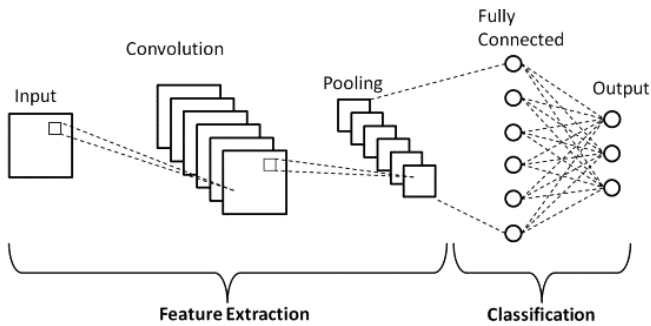 Input
Convolution
Pooling
Fully
Connected
Output
Feature Extraction
Classification